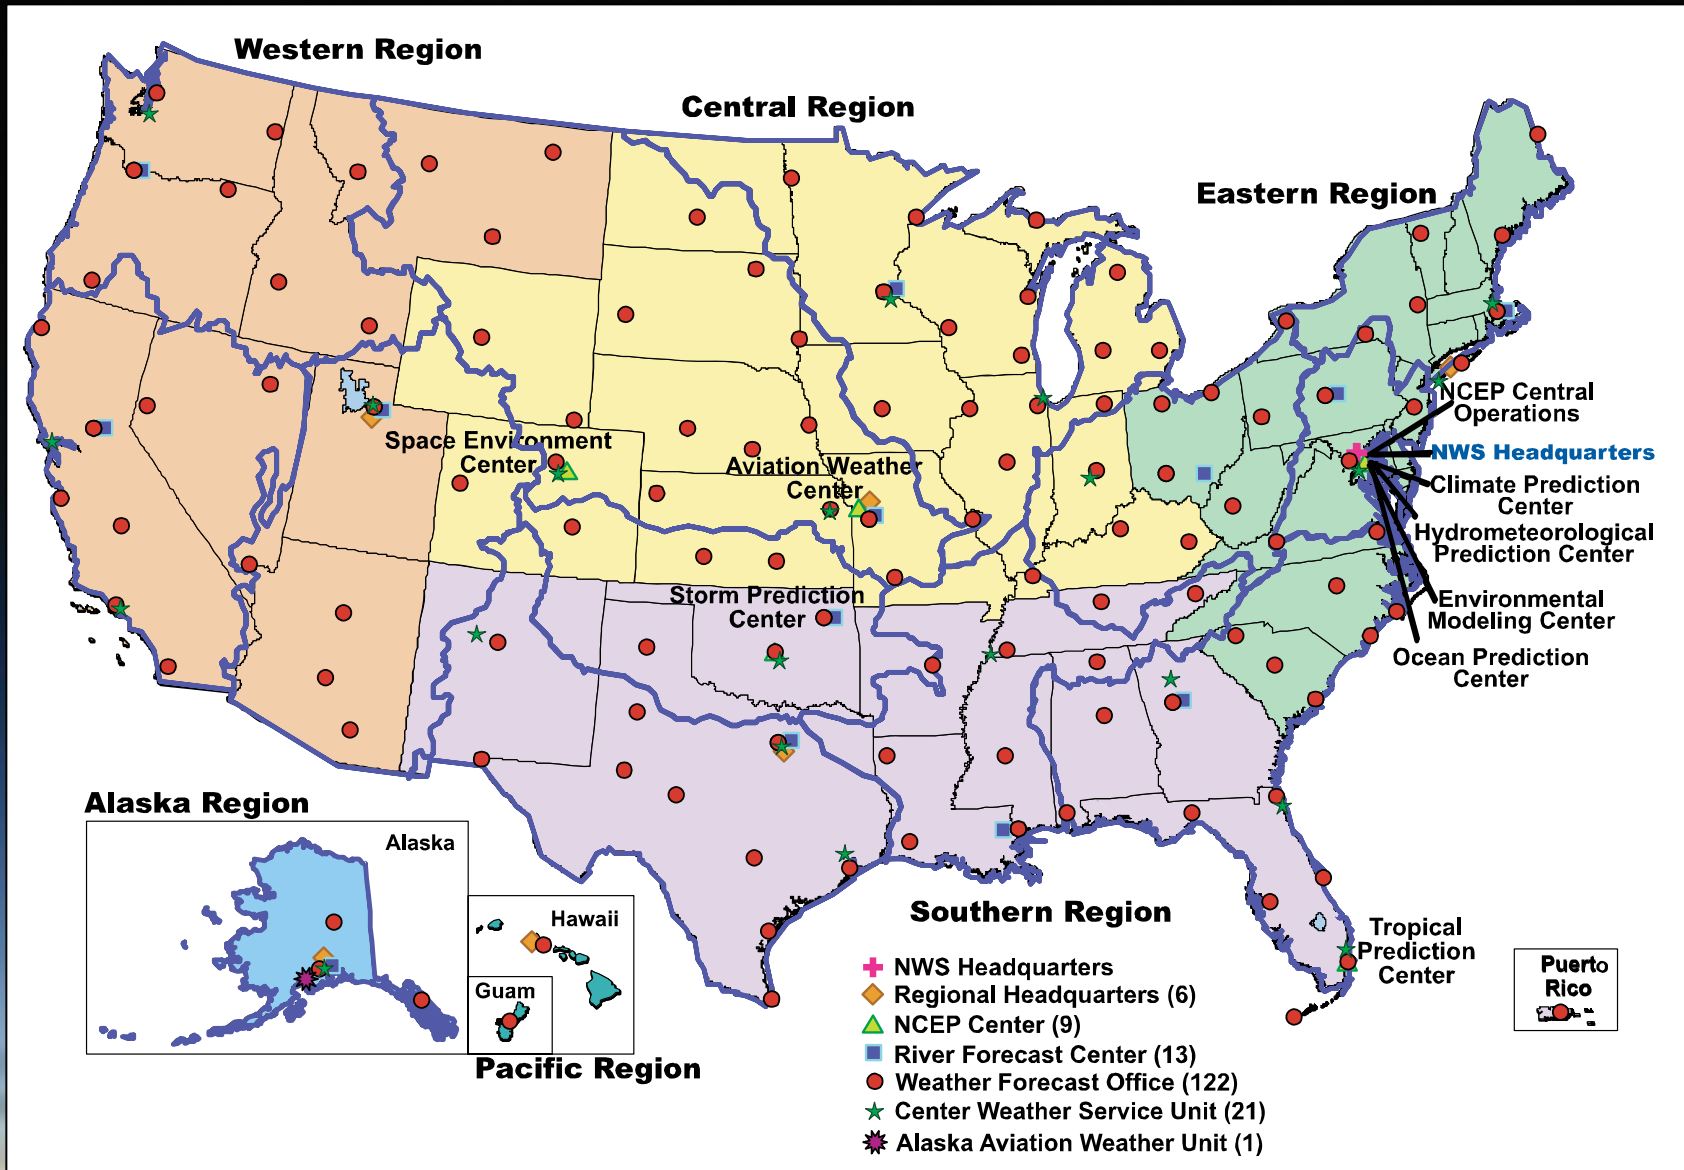 Western Region
Central Region
Eastern Region
NCEP Central
Operations
Space Environment
Center
Aviation Weather
Center
NWS Headquarters
Climate Prediction
Center
Hydrometeorological
Prediction Center
Storm Prediction
Center
Environmental
Modeling Center
Ocean Prediction
Center
Alaska Region
Alaska
Hawaii
Guam
Pacific Region
Southern Region
Tropical
Prediction
Center
Puerto
Rico
NWS Headquarters
Regional Headquarters (6)
NCEP Center (9)
River Forecast Center (13)
Weather Forecast Office (122)
Center Weather Service Unit (21)
Alaska Aviation Weather Unit (1)